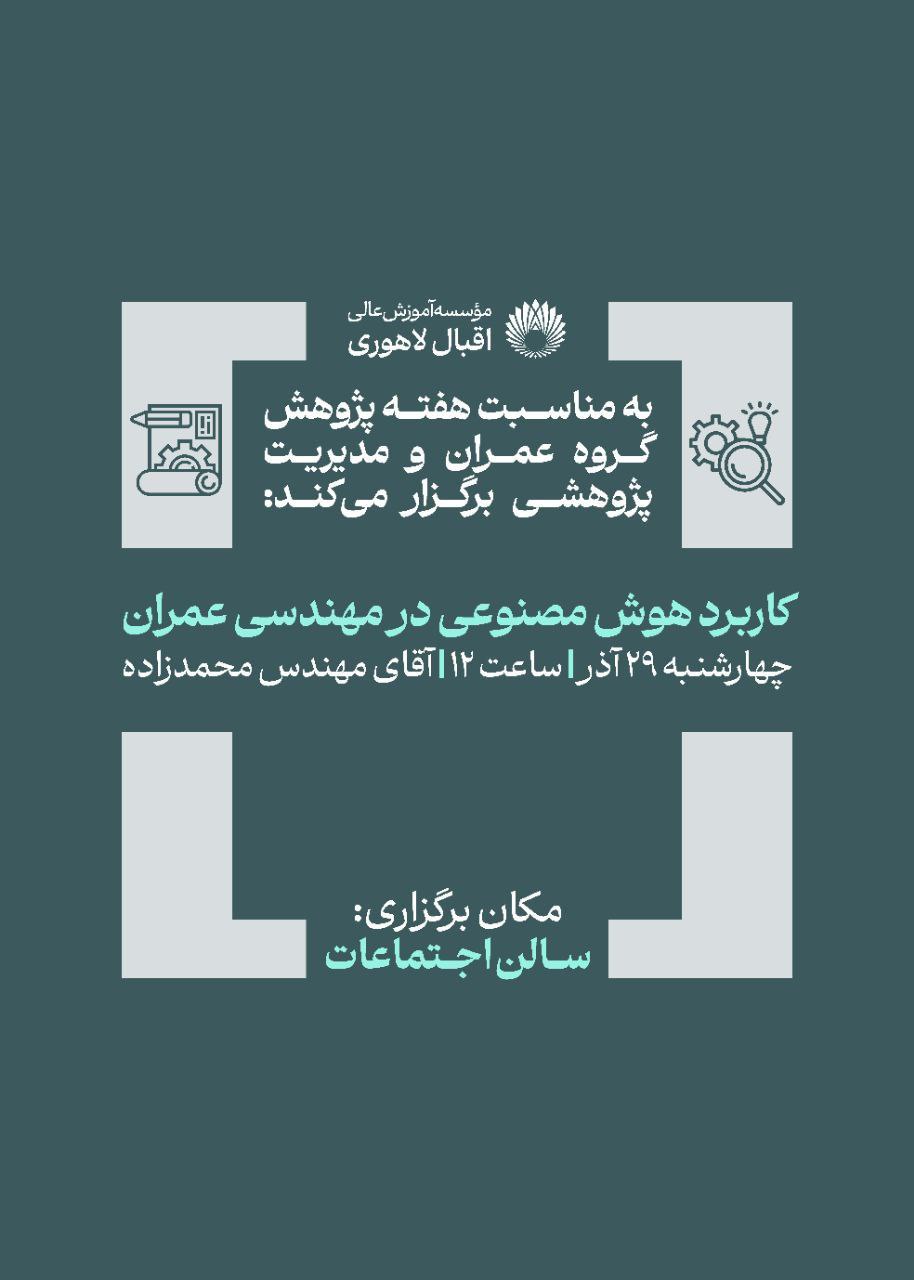 مؤسسه آموزش عالی
اقبال لاهوری
به مناسبت هفته پژوهش
گروه عمران و مدیریت
پژوهشی برگزار می‌کند:
کاربرد هوش مصنوعی در مهندسی عمران
چهارشنبه ۲۹ آذر | ساعت ۱۲ | آقای مهندس محمدزاده
مکان برگزاری:
سالن اجتماعات